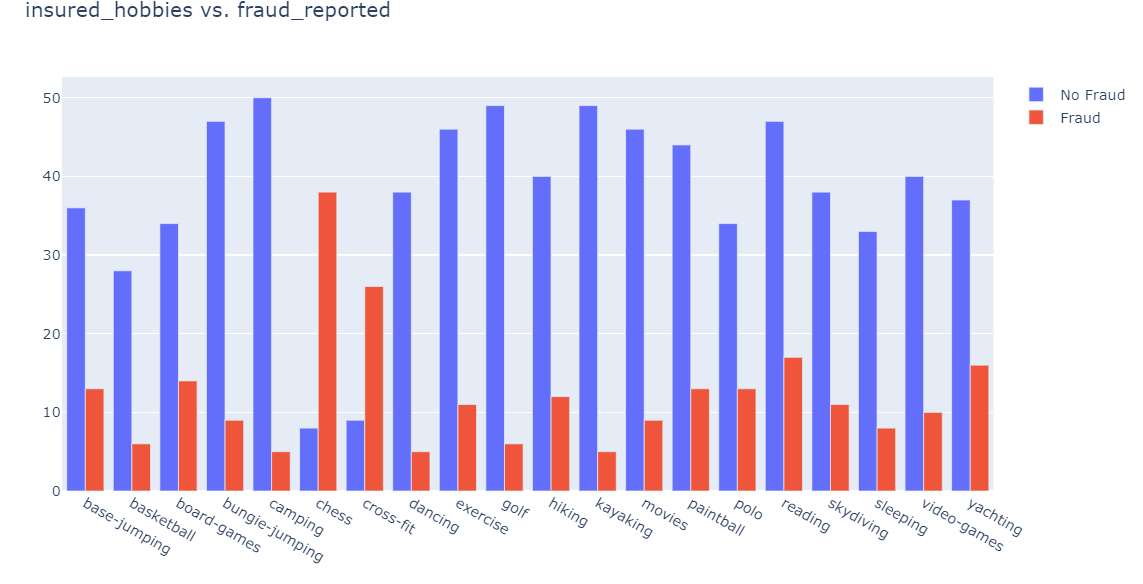 insured_hobbies vs. fraud_reported
No Fraud
Fraud
50
40
30
20
10
0
base-jumping
basketball
board-games
bungie-jumping
camping
chess
cross-fit
dancing
exercise
golf
hiking
kayaking
movies
paintball
polo
reading
skydiving
sleeping
video-games
yachting